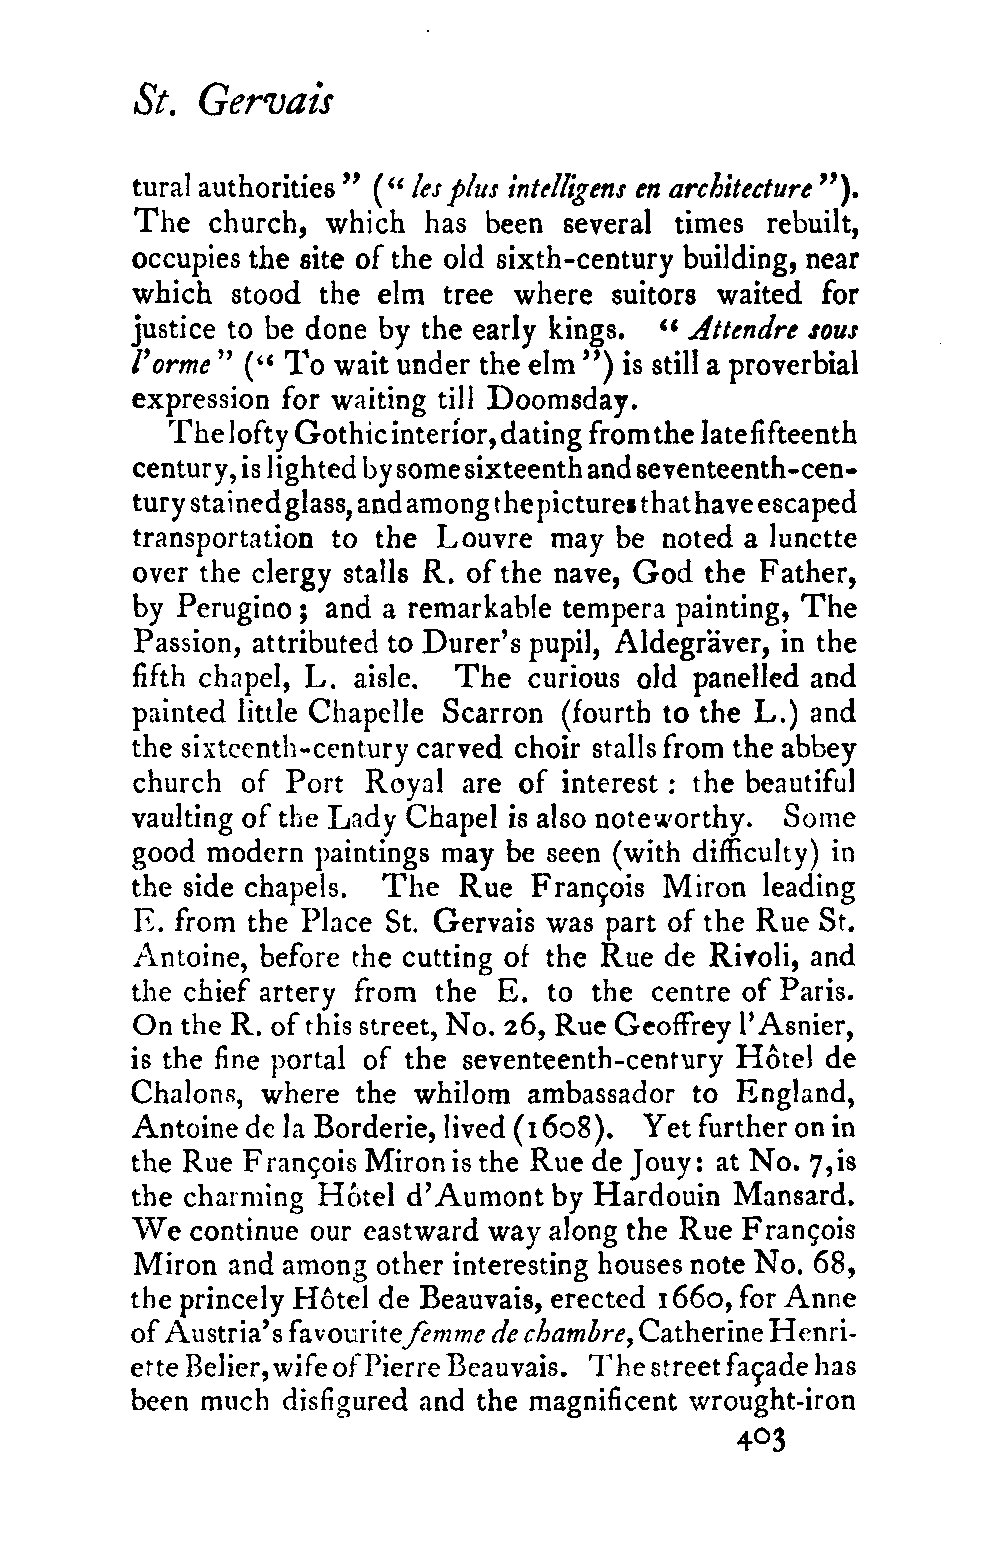 St. Gervais
tural authorities" ("les plus intelligens en architecture").
The church, which has been several times rebuilt,
occupies the site of the old sixth-century building, near
which stood the elm tree where suitors waited for
justice to be done by the early kings. "Attendre sous
l'orme" ("To wait under the elm") is still a proverbial
expression for waiting till Doomsday.
The lofty Gothic interior, dating from the late fifteenth
century, is lighted by some sixteenth and seventeenth-cen-
tury stained glass, and among the pictures that have escaped
transportation to the Louvre may be noted a lunette
over the clergy stalls R. of the nave, God the Father,
by Perugino; and a remarkable tempera painting, The
Passion, attributed to Durer's pupil, Aldegräver, in the
fifth chapel, L. aisle. The curious old panelled and
painted little Chapelle Scarron (fourth to the L.) and
the sixteenth-century carved choir stalls from the abbey
church of Port Royal are of interest: the beautiful
vaulting of the Lady Chapel is also noteworthy. Some
good modern paintings may be seen (with difficulty) in
the side chapels. The Rue François Miron leading
E. from the Place St. Gervais was part of the Rue St.
Antoine, before the cutting of the Rue de Rivoli, and
the chief artery from the E. to the centre of Paris.
On the R. of this street, No. 26, Rue Geoffrey l'Asnier,
is the fine portal of the seventeenth-century Hôtel de
Chalons, where the whilom ambassador to England,
Antoine de la Borderie, lived (1608). Yet further on in
the Rue François Miron is the Rue de Jouy: at No. 7, is
the charming Hôtel d'Aumont by Hardouin Mansard.
We continue our eastward way along the Rue François
Miron and among other interesting houses note No. 68,
the princely Hôtel de Beauvais, erected 1660, for Anne
of Austria's favourite femme de chambre, Catherine Henri-
ette Belier, wife of Pierre Beauvais. The street façade has
been much disfigured and the magnificent wrought-iron
403